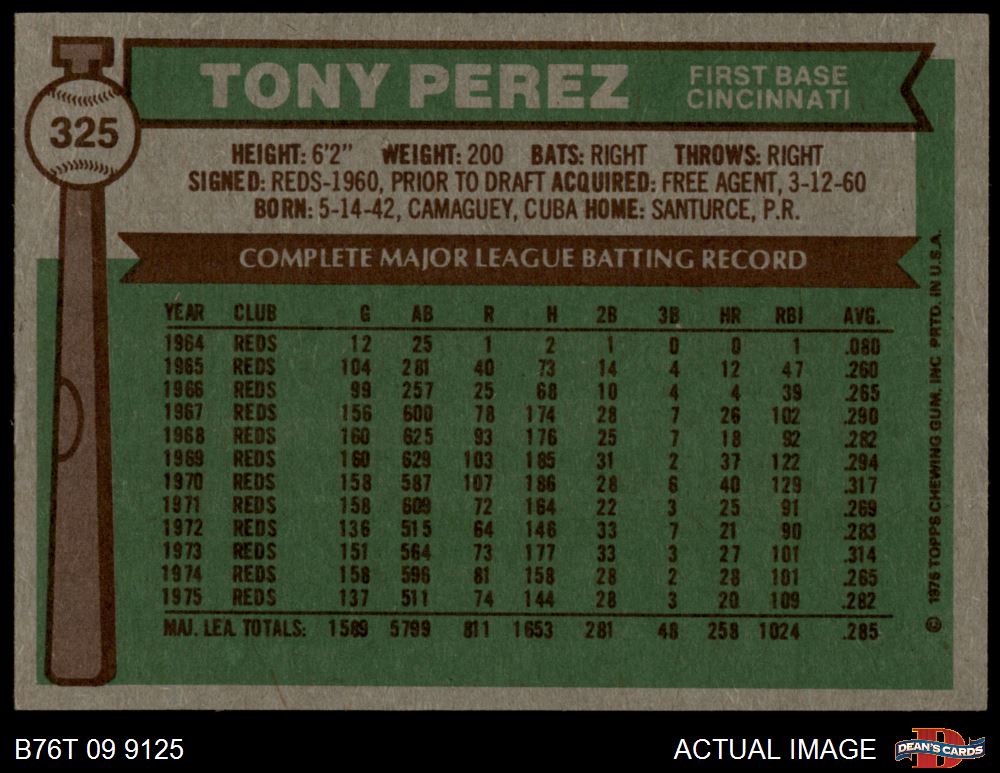 TONY PEREZ
FIRST BASE
CINCINNATI
325
HEIGHT: 6'2" WEIGHT: 200 BATS: RIGHT THROWS: RIGHT
SIGNED: REDS-1960, PRIOR TO DRAFT ACQUIRED: FREE AGENT, 3-12-60
BORN: 5-14-42, CAMAGUEY, CUBA HOME: SANTURCE, P.R.
COMPLETE MAJOR LEAGUE BATTING RECORD
YEAR CLUB G AB R H 2B 3B HR RBI AVG.
1964 REDS 12 25 1 2 1 0 0 1 .080
1965 REDS 104 281 40 73 14 4 12 47 .260
1966 REDS 99 257 25 68 10 4 4 39 .265
1967 REDS 156 600 78 174 28 7 26 102 .290
1968 REDS 160 625 93 176 25 7 18 92 .282
1969 REDS 160 629 103 185 31 2 37 122 .294
1970 REDS 158 587 107 186 28 6 40 129 .317
1971 REDS 158 609 72 164 22 3 25 91 .269
1972 REDS 136 515 64 146 33 7 21 90 .283
1973 REDS 151 564 73 177 33 3 27 101 .314
1974 REDS 158 596 81 158 28 2 28 101 .265
1975 REDS 137 511 74 144 28 3 20 109 .282
MAJ. LEA. TOTALS: 1589 5799 811 1653 281 48 258 1024 .285
© 1976 TOPPS CHEWING GUM, INC PRTD. IN U.S.A.
B76T 09 9125
ACTUAL IMAGE
DEAN'S CARDS